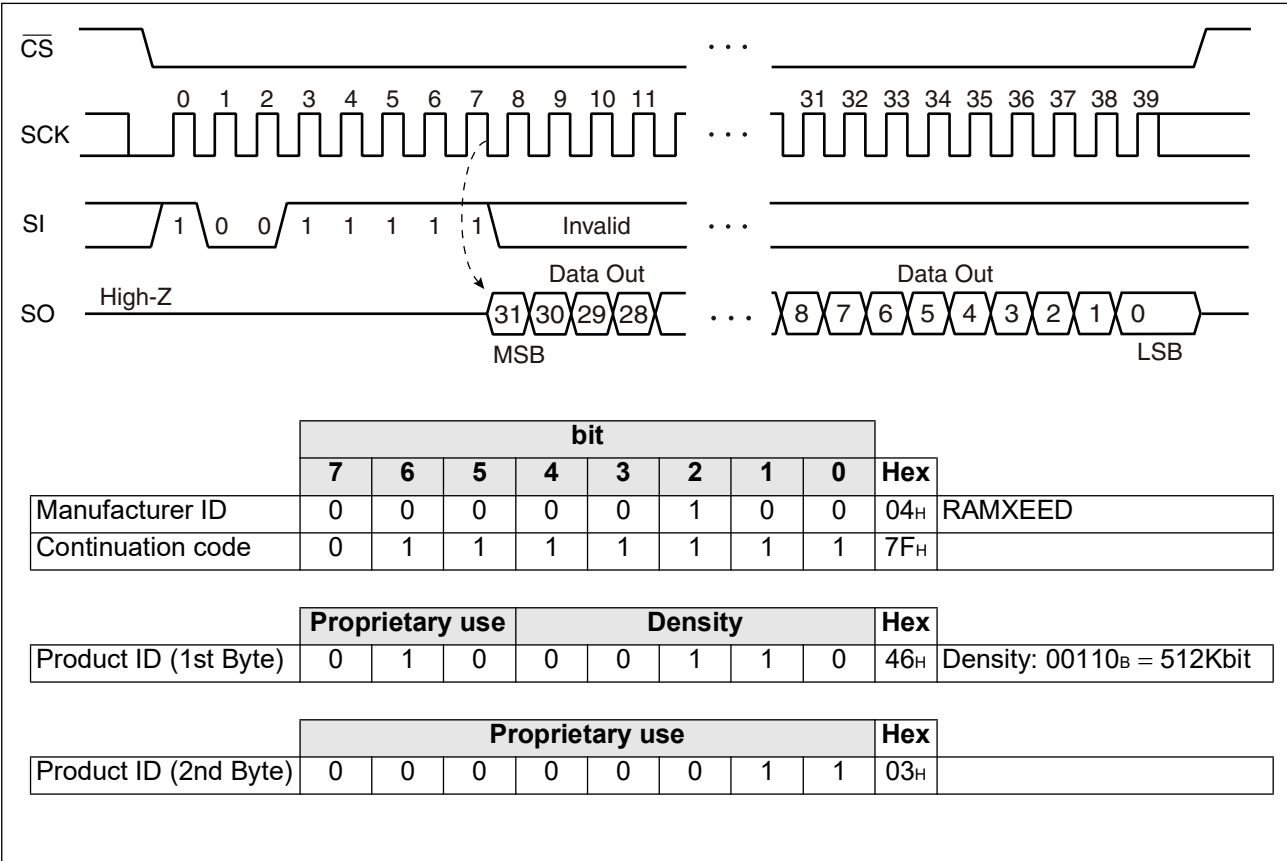 CS
0 1 2 3 4 5 6 7 8 9 10 11 31 32 33 34 35 36 37 38 39
SCK
SI 1 0 0 1 1 1 1 1 Invalid
Data Out Data Out
High-Z
SO 31 30 29 28 8 7 6 5 4 3 2 1 0
MSB LSB
bit
7 6 5 4 3 2 1 0 Hex
Manufacturer ID 0 0 0 0 0 1 0 0 04H RAMXEED
Continuation code 0 1 1 1 1 1 1 1 7FH
Proprietary use Density Hex
Product ID (1st Byte) 0 1 0 0 0 1 1 0 46H Density: 00110B = 512Kbit
Proprietary use Hex
Product ID (2nd Byte) 0 0 0 0 0 0 1 1 03H